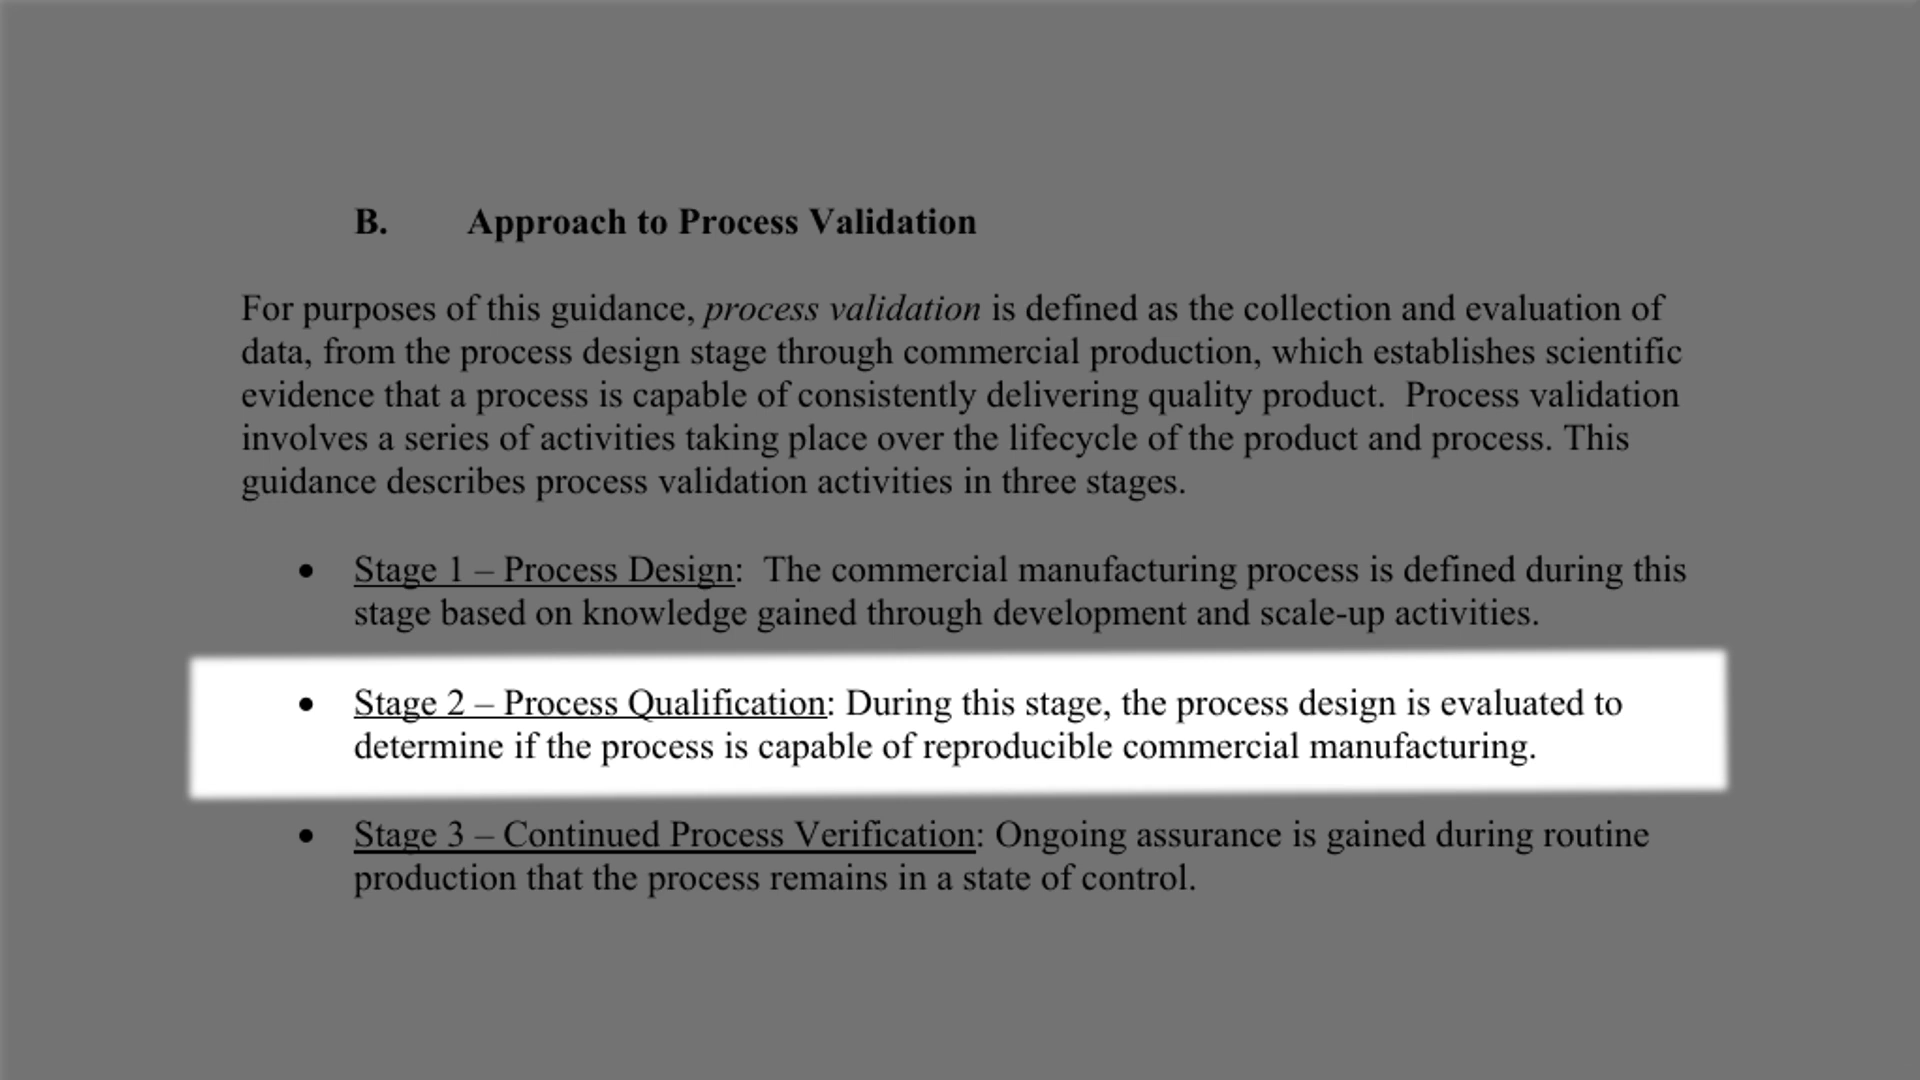 B. Approach to Process Validation
For purposes of this guidance, process validation is defined as the collection and evaluation of
data, from the process design stage through commercial production, which establishes scientific
evidence that a process is capable of consistently delivering quality product.  Process validation
involves a series of activities taking place over the lifecycle of the product and process. This
guidance describes process validation activities in three stages.
• Stage 1 – Process Design:  The commercial manufacturing process is defined during this
stage based on knowledge gained through development and scale-up activities.
• Stage 2 – Process Qualification: During this stage, the process design is evaluated to
determine if the process is capable of reproducible commercial manufacturing.
• Stage 3 – Continued Process Verification: Ongoing assurance is gained during routine
production that the process remains in a state of control.